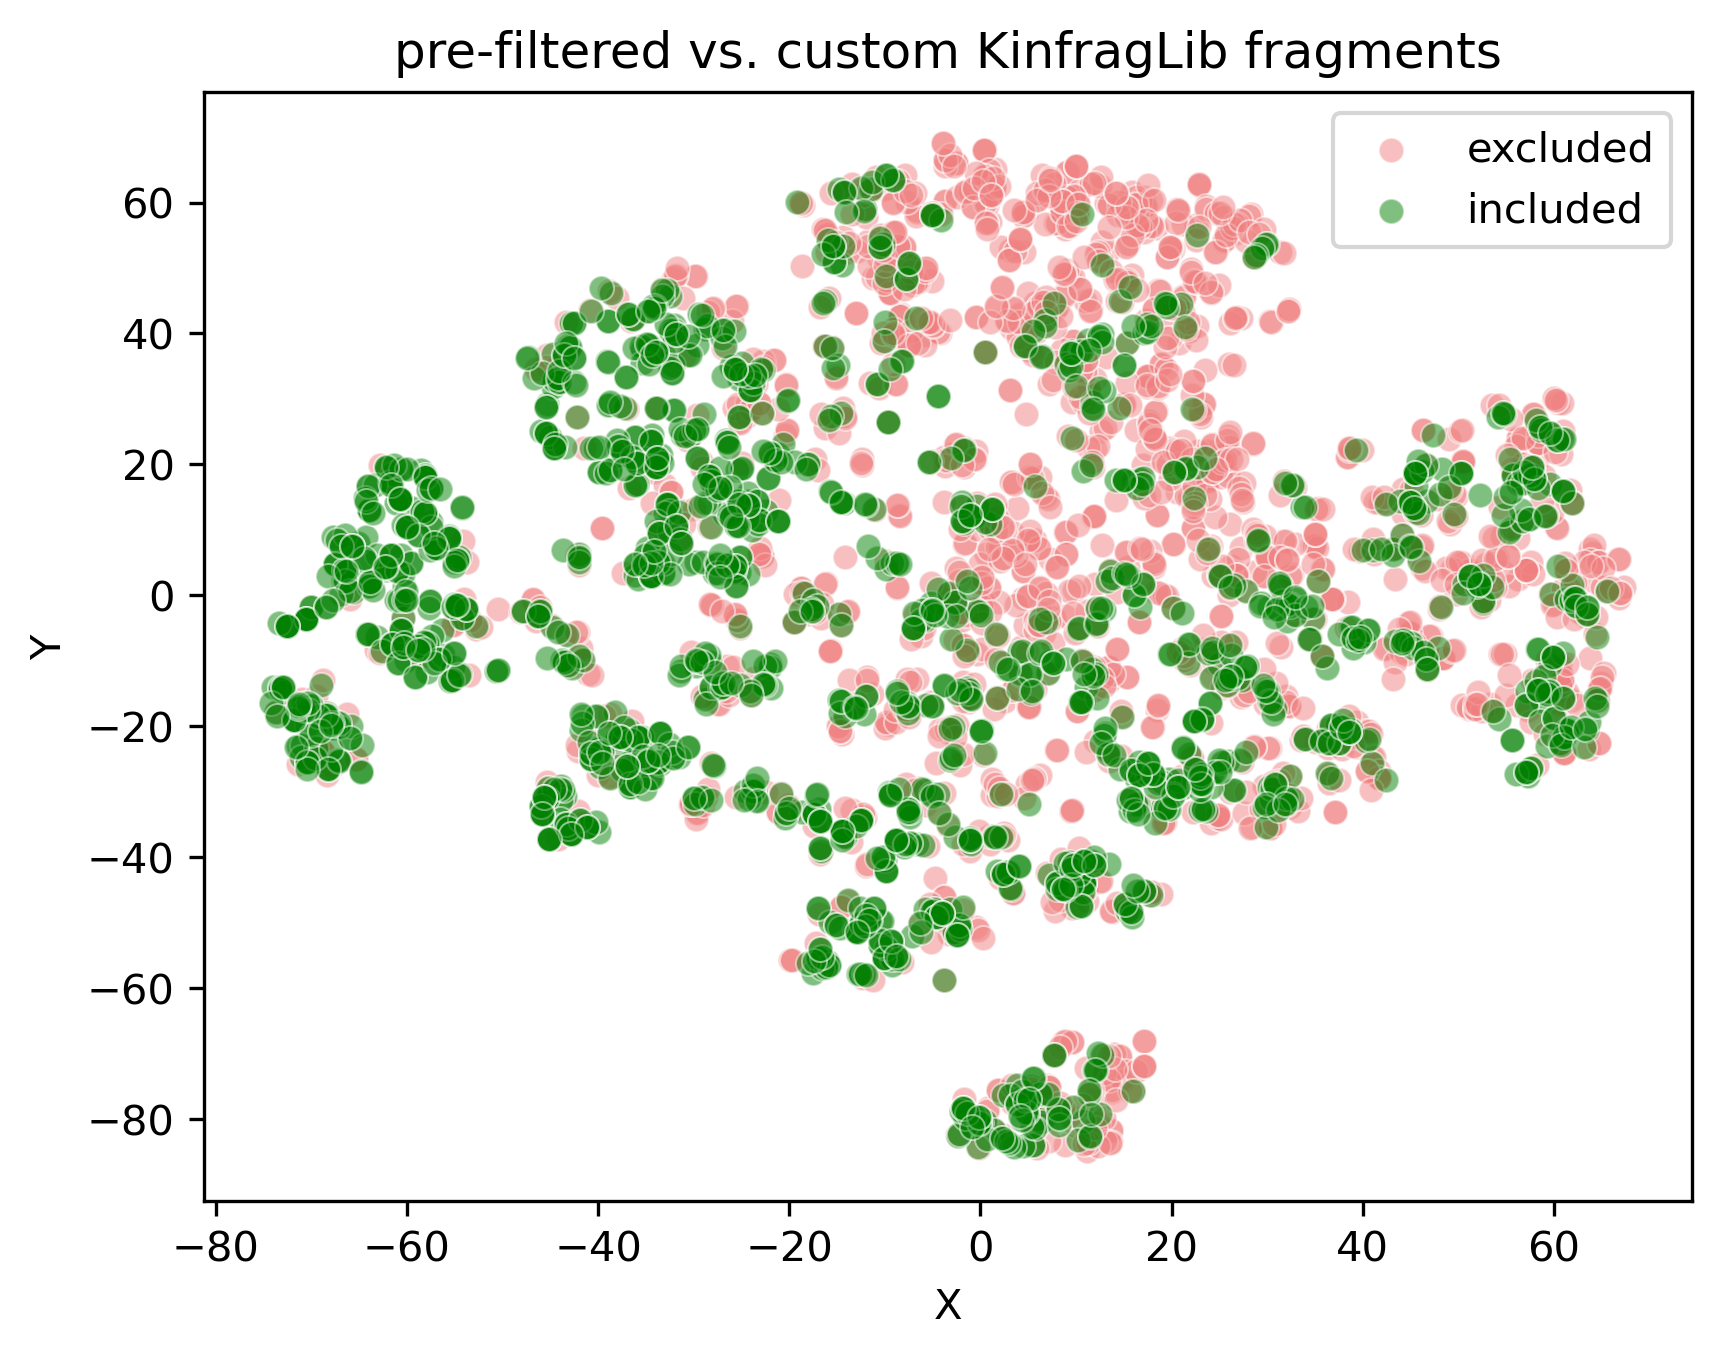 pre-filtered vs. custom KinfragLib fragments
excluded
included
60
40
20
0
−20
−40
−60
−80
Y
−80 −60 −40 −20 0 20 40 60
X